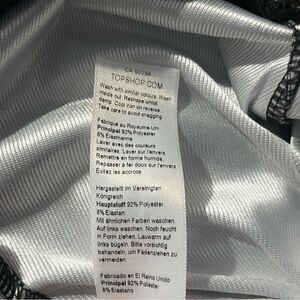 CA 00234
TOPSHOP.COM
Wash with similar colours. Wash
inside out. Reshape whilst
damp. Cool iron on reverse
Take care to avoid snagging
Fabriqué au Royaume-Uni
Principal 92% Polyester
8% Elasthanne
Laver avec des couleurs
similaires. Laver à l'envers
Remettre en forme humide.
Repasser à fer doux sur l'envers
Evitez les accrocs
Hergestellt im Vereinigten
Königreich
Hauptstoff 92% Polyester
8% Elastan
Mit ähnlichen Farben waschen.
Auf links waschen. Noch feucht
in Form ziehen. Lauwarm auf
links bügeln. Bitte vorsichtig
behandeln, um Fädenziehen zu
vermeiden.
Fabricado en El Reino Unido
Principal 92% Poliéster
8% Elastano